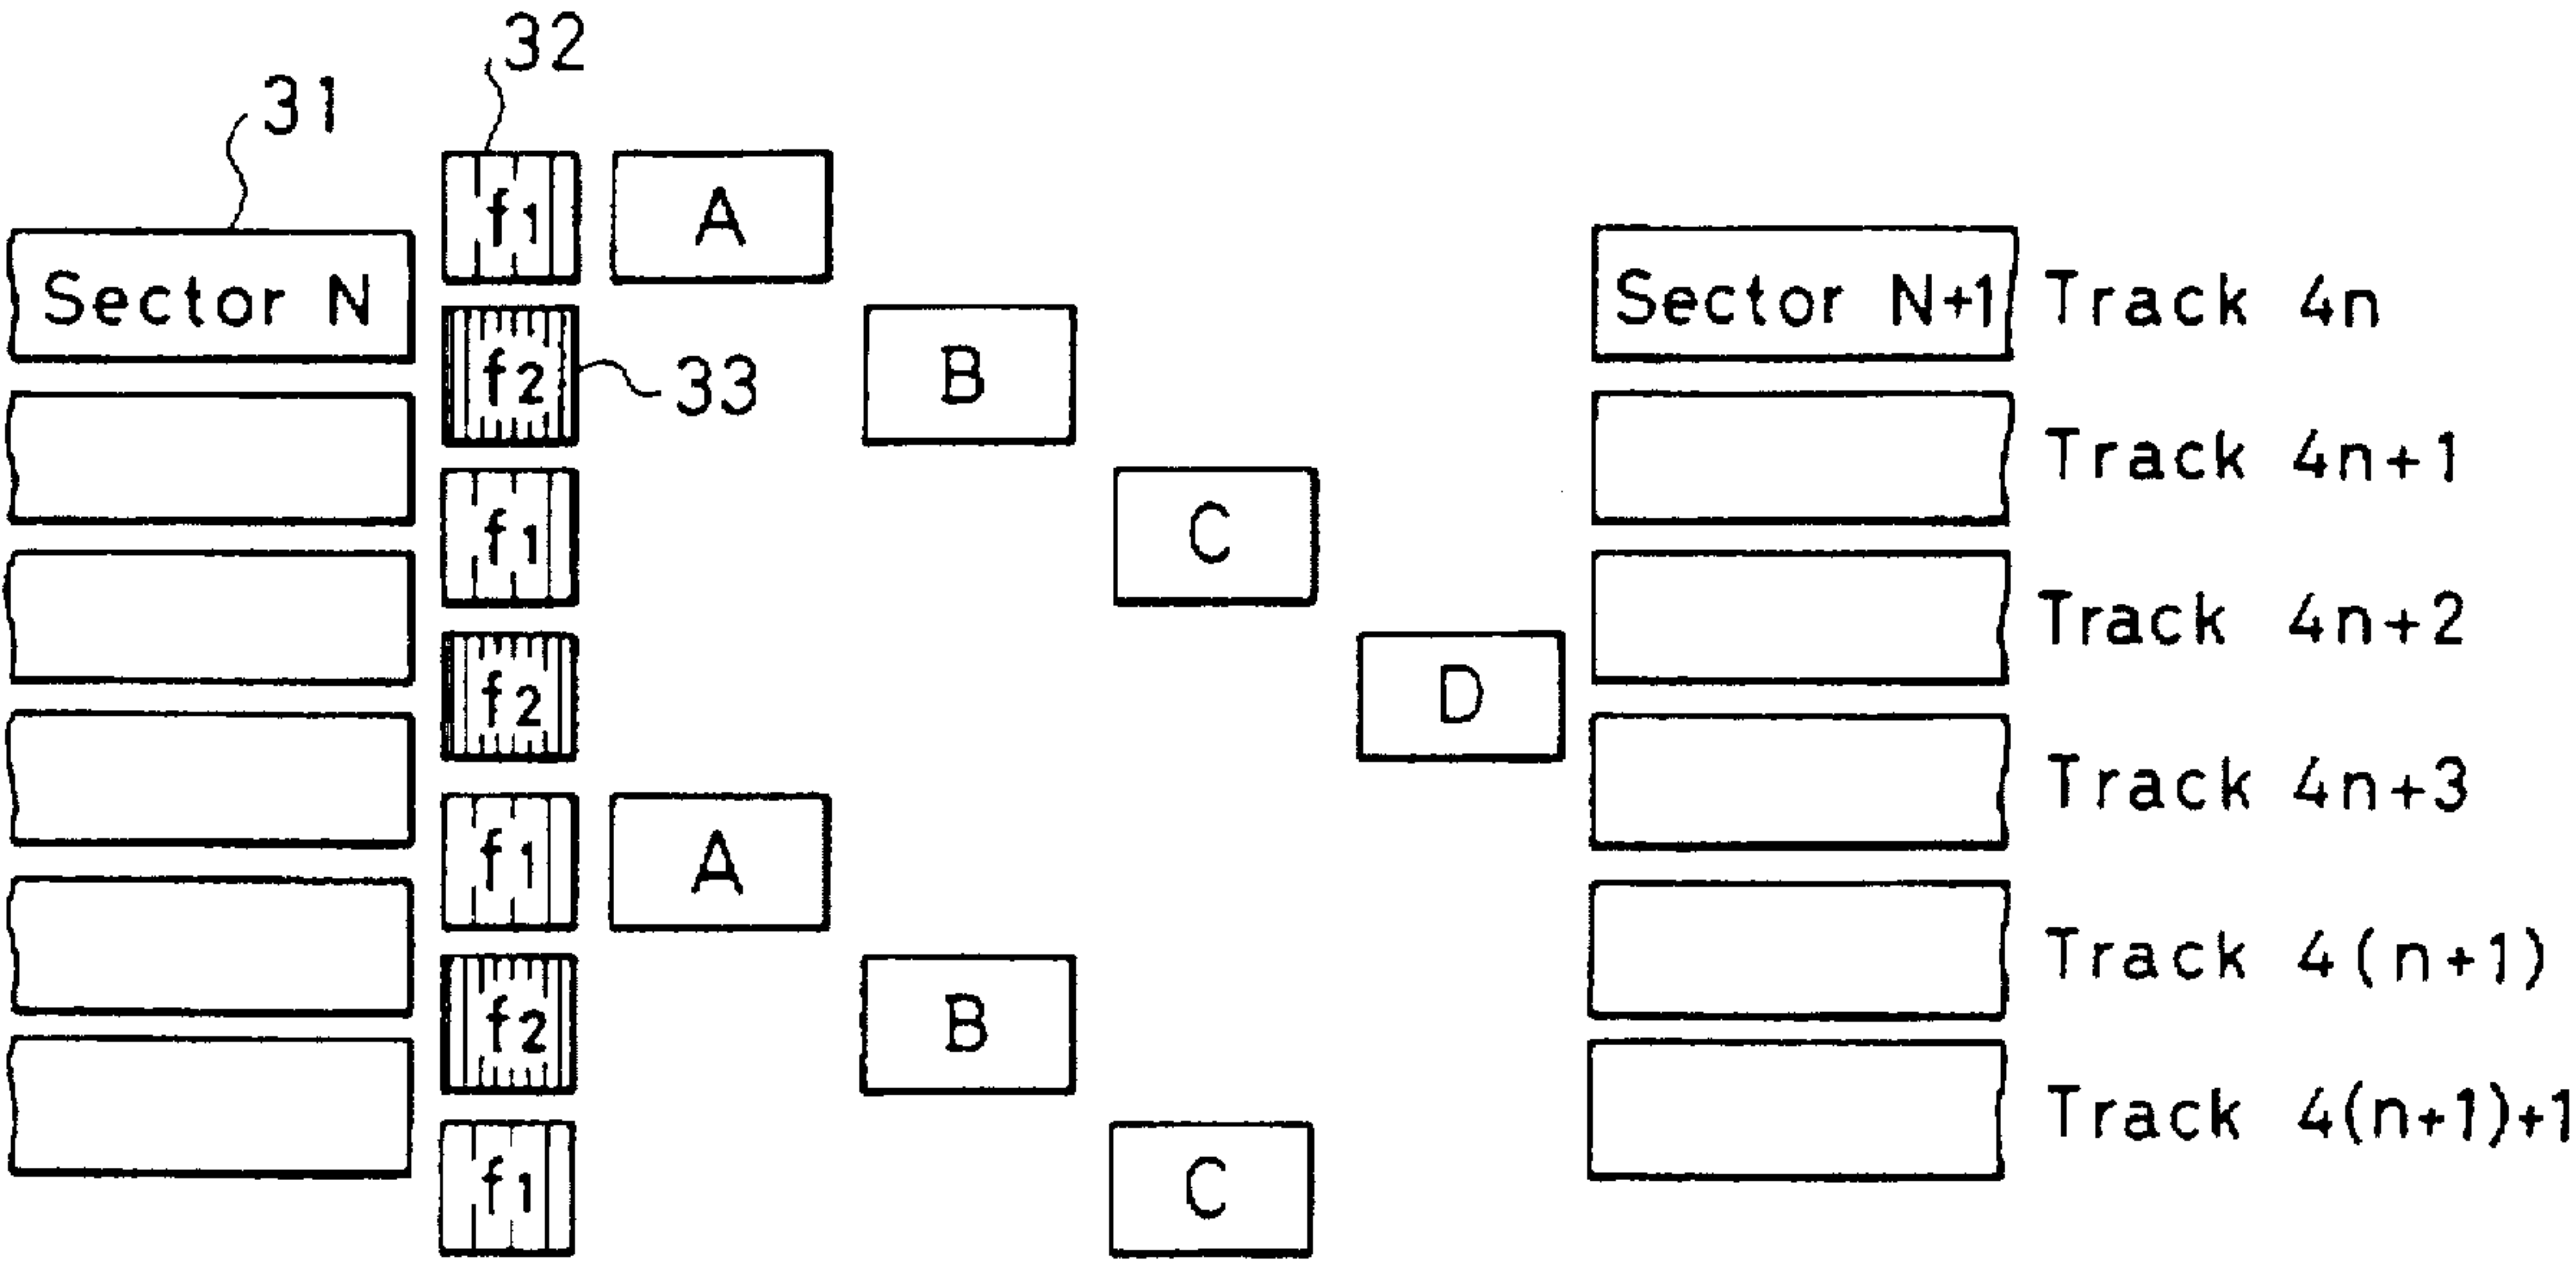 32
31
f1 A
Sector N Sector N+1 Track 4n
f2 33 B
Track 4n+1
f1 C
Track 4n+2
f2 D
Track 4n+3
f1 A
Track 4(n+1)
f2 B
Track 4(n+1)+1
f1 C